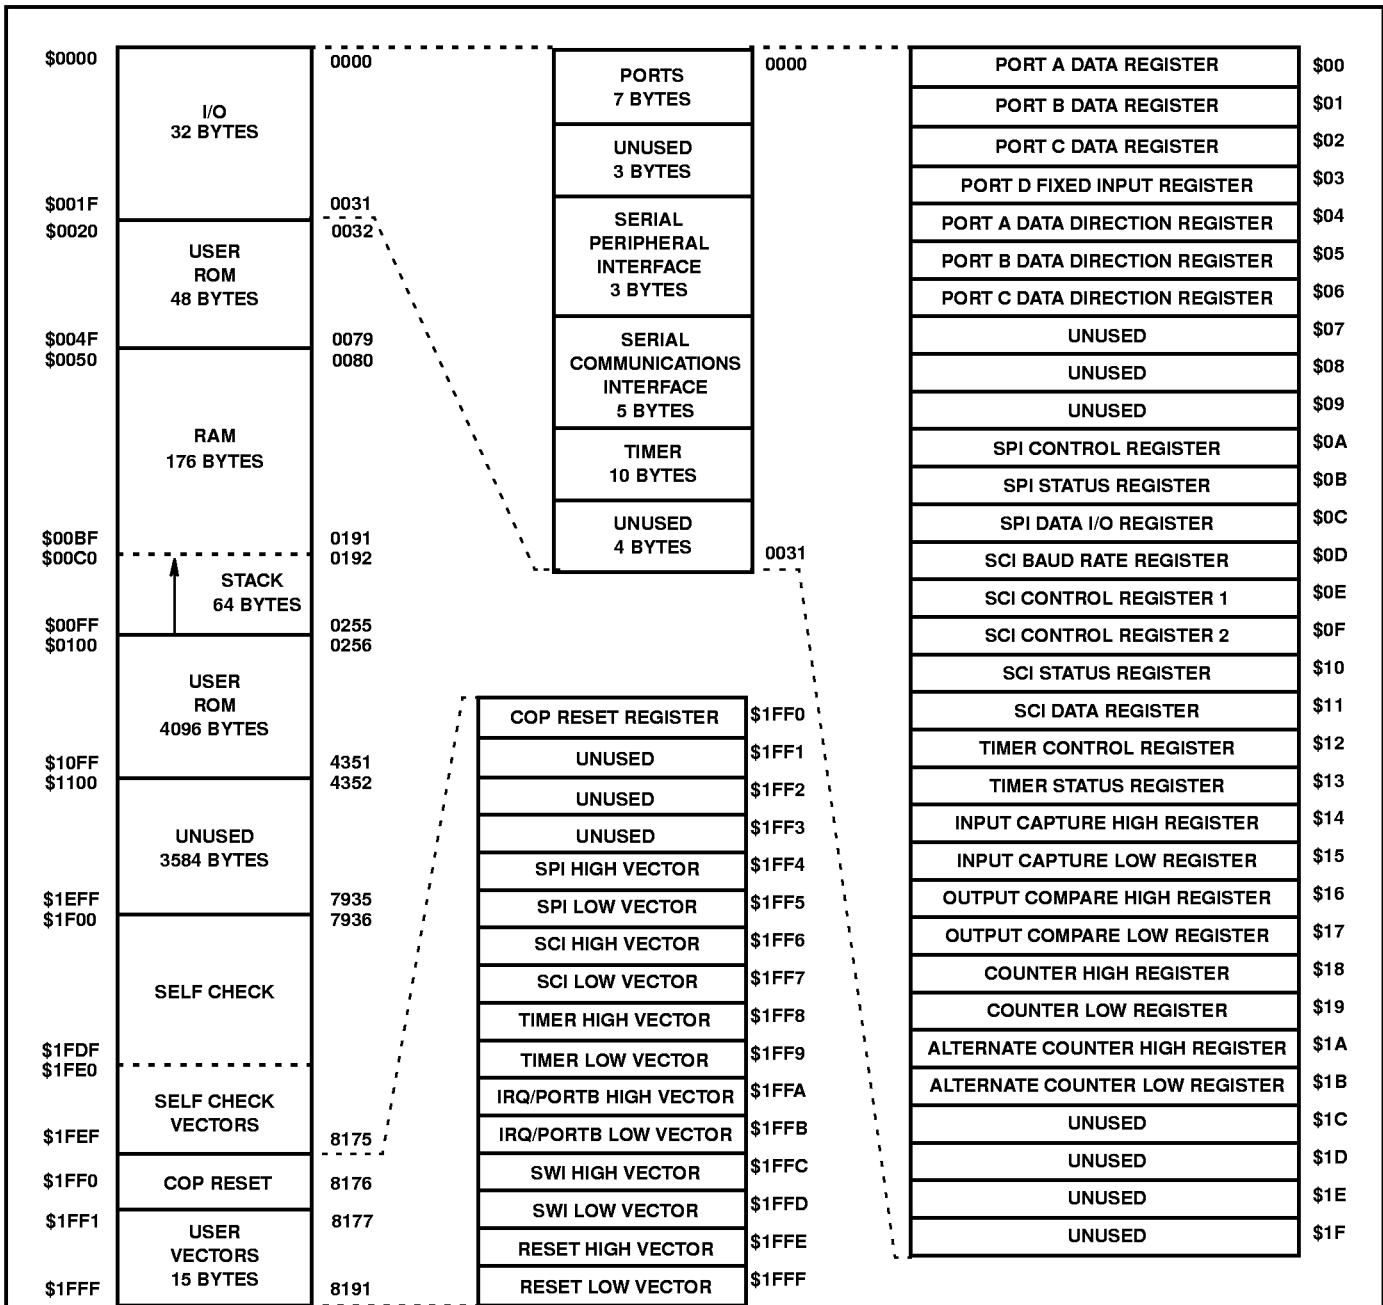 $0000
0000
I/O
32 BYTES
$001F
0031
$0020
0032
USER
ROM
48 BYTES
$004F
0079
$0050
0080
RAM
176 BYTES
$00BF
0191
$00C0
0192
STACK
64 BYTES
$00FF
0255
$0100
0256
USER
ROM
4096 BYTES
$10FF
4351
$1100
4352
UNUSED
3584 BYTES
$1EFF
7935
$1F00
7936
SELF CHECK
$1FDF
$1FE0
SELF CHECK
VECTORS
$1FEF
8175
$1FF0
COP RESET
8176
$1FF1
8177
USER
VECTORS
15 BYTES
$1FFF
8191
0000
PORTS
7 BYTES
UNUSED
3 BYTES
SERIAL
PERIPHERAL
INTERFACE
3 BYTES
SERIAL
COMMUNICATIONS
INTERFACE
5 BYTES
TIMER
10 BYTES
UNUSED
4 BYTES
0031
COP RESET REGISTER $1FF0
UNUSED $1FF1
UNUSED $1FF2
UNUSED $1FF3
SPI HIGH VECTOR $1FF4
SPI LOW VECTOR $1FF5
SCI HIGH VECTOR $1FF6
SCI LOW VECTOR $1FF7
TIMER HIGH VECTOR $1FF8
TIMER LOW VECTOR $1FF9
IRQ/PORTB HIGH VECTOR $1FFA
IRQ/PORTB LOW VECTOR $1FFB
SWI HIGH VECTOR $1FFC
SWI LOW VECTOR $1FFD
RESET HIGH VECTOR $1FFE
RESET LOW VECTOR $1FFF
PORT A DATA REGISTER $00
PORT B DATA REGISTER $01
PORT C DATA REGISTER $02
PORT D FIXED INPUT REGISTER $03
PORT A DATA DIRECTION REGISTER $04
PORT B DATA DIRECTION REGISTER $05
PORT C DATA DIRECTION REGISTER $06
UNUSED $07
UNUSED $08
UNUSED $09
SPI CONTROL REGISTER $0A
SPI STATUS REGISTER $0B
SPI DATA I/O REGISTER $0C
SCI BAUD RATE REGISTER $0D
SCI CONTROL REGISTER 1 $0E
SCI CONTROL REGISTER 2 $0F
SCI STATUS REGISTER $10
SCI DATA REGISTER $11
TIMER CONTROL REGISTER $12
TIMER STATUS REGISTER $13
INPUT CAPTURE HIGH REGISTER $14
INPUT CAPTURE LOW REGISTER $15
OUTPUT COMPARE HIGH REGISTER $16
OUTPUT COMPARE LOW REGISTER $17
COUNTER HIGH REGISTER $18
COUNTER LOW REGISTER $19
ALTERNATE COUNTER HIGH REGISTER $1A
ALTERNATE COUNTER LOW REGISTER $1B
UNUSED $1C
UNUSED $1D
UNUSED $1E
UNUSED $1F